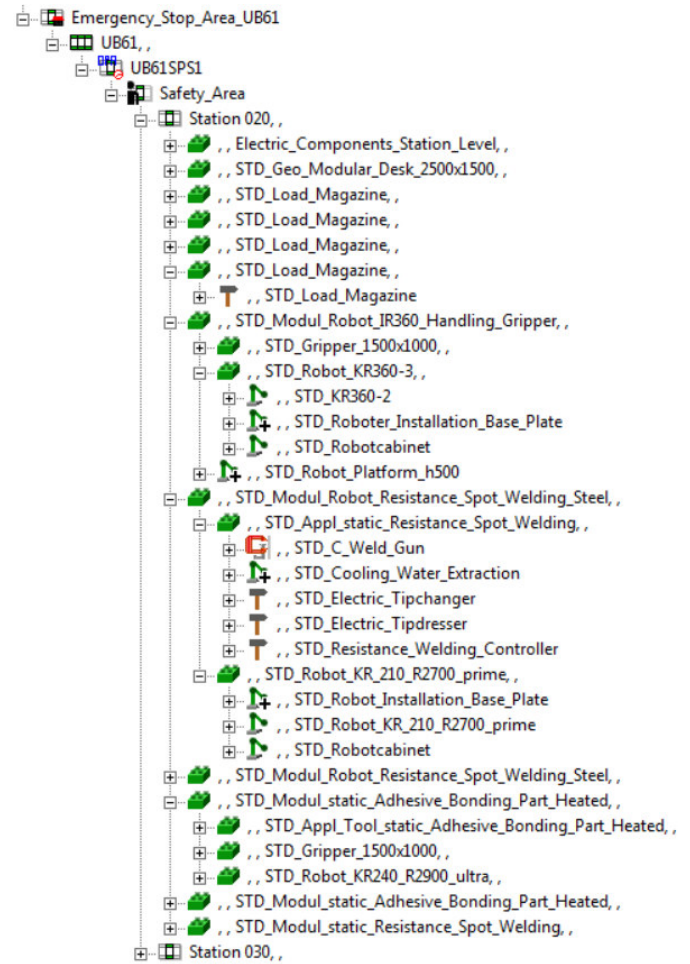 Emergency_Stop_Area_UB61
UB61, ,
UB61SPS1
Safety_Area
Station 020, ,
, , Electric_Components_Station_Level, ,
, , STD_Geo_Modular_Desk_2500x1500, ,
, , STD_Load_Magazine, ,
, , STD_Load_Magazine, ,
, , STD_Load_Magazine, ,
, , STD_Load_Magazine, ,
, , STD_Load_Magazine
, , STD_Modul_Robot_IR360_Handling_Gripper, ,
, , STD_Gripper_1500x1000, ,
, , STD_Robot_KR360-3, ,
, , STD_KR360-2
, , STD_Roboter_Installation_Base_Plate
, , STD_Robotcabinet
, , STD_Robot_Platform_h500
, , STD_Modul_Robot_Resistance_Spot_Welding_Steel, ,
, , STD_Appl_static_Resistance_Spot_Welding, ,
, , STD_C_Weld_Gun
, , STD_Cooling_Water_Extraction
, , STD_Electric_Tipchanger
, , STD_Electric_Tipdresser
, , STD_Resistance_Welding_Controller
, , STD_Robot_KR_210_R2700_prime, ,
, , STD_Robot_Installation_Base_Plate
, , STD_Robot_KR_210_R2700_prime
, , STD_Robotcabinet
, , STD_Modul_Robot_Resistance_Spot_Welding_Steel, ,
, , STD_Modul_static_Adhesive_Bonding_Part_Heated, ,
, , STD_Appl_Tool_static_Adhesive_Bonding_Part_Heated, ,
, , STD_Gripper_1500x1000, ,
, , STD_Robot_KR240_R2900_ultra, ,
, , STD_Modul_static_Adhesive_Bonding_Part_Heated, ,
, , STD_Modul_static_Resistance_Spot_Welding, ,
Station 030, ,